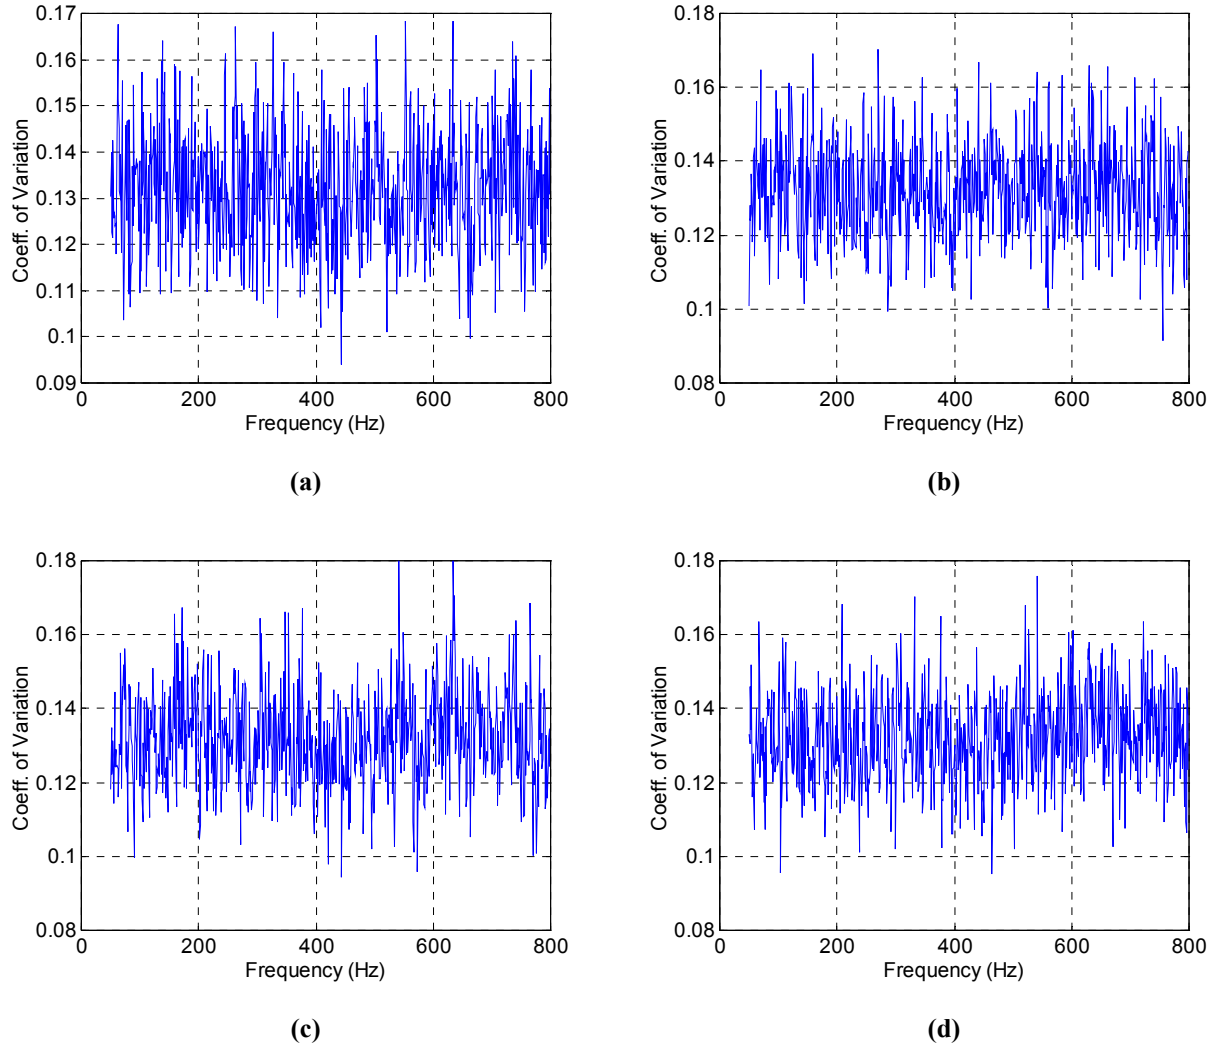 0.17
0.16
0.15
0.14
0.13
0.12
0.11
0.1
0.09
Coeff. of Variation
0 200 400 600 800
Frequency (Hz)
(a)
0.18
0.16
0.14
0.12
0.1
0.08
Coeff. of Variation
0 200 400 600 800
Frequency (Hz)
(b)
0.18
0.16
0.14
0.12
0.1
0.08
Coeff. of Variation
0 200 400 600 800
Frequency (Hz)
(c)
0.18
0.16
0.14
0.12
0.1
0.08
Coeff. of Variation
0 200 400 600 800
Frequency (Hz)
(d)